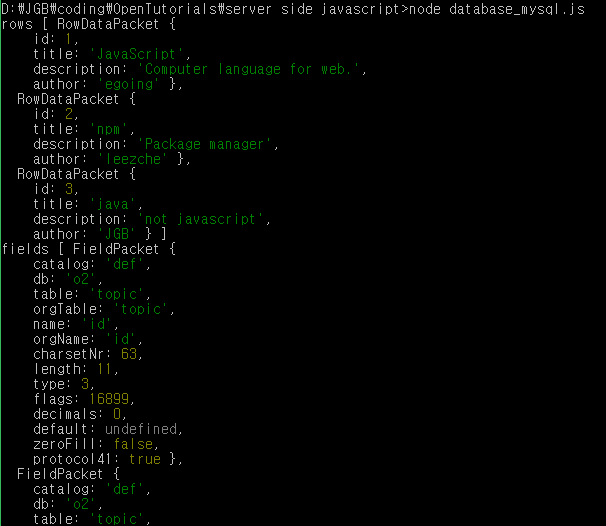 D:₩JGB₩coding₩OpenTutorials₩server side javascript>node database_mysql.js
rows [ RowDataPacket {
    id: 1,
    title: 'JavaScript',
    description: 'Computer language for web.',
    author: 'egoing' },
  RowDataPacket {
    id: 2,
    title: 'npm',
    description: 'Package manager',
    author: 'leezche' },
  RowDataPacket {
    id: 3,
    title: 'java',
    description: 'not javascript',
    author: 'JGB' } ]
fields [ FieldPacket {
    catalog: 'def',
    db: 'o2',
    table: 'topic',
    orgTable: 'topic',
    name: 'id',
    orgName: 'id',
    charsetNr: 63,
    length: 11,
    type: 3,
    flags: 16899,
    decimals: 0,
    default: undefined,
    zeroFill: false,
    protocol41: true },
  FieldPacket {
    catalog: 'def',
    db: 'o2',
    table: 'topic',